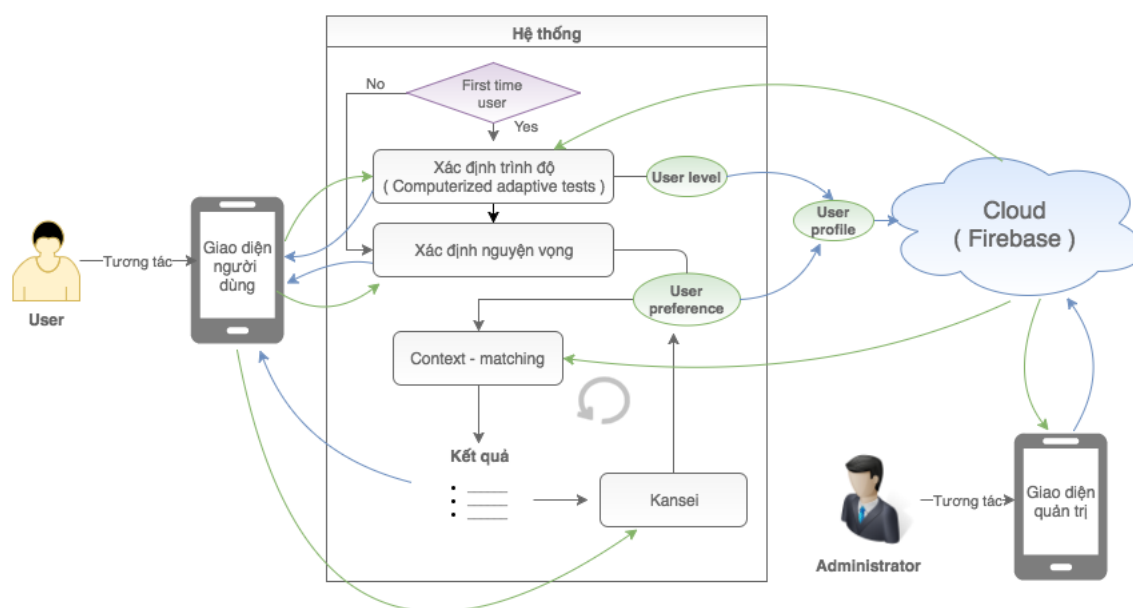 Hệ thống
No
First time
user
Yes
Xác định trình độ
( Computerized adaptive tests )
User level
User
profile
Cloud
( Firebase )
Giao diện
người
dùng
Tương tác
User
Xác định nguyện vọng
User
preference
Context - matching
Kết quả
Kansei
Tương tác
Administrator
Giao diện
quản trị